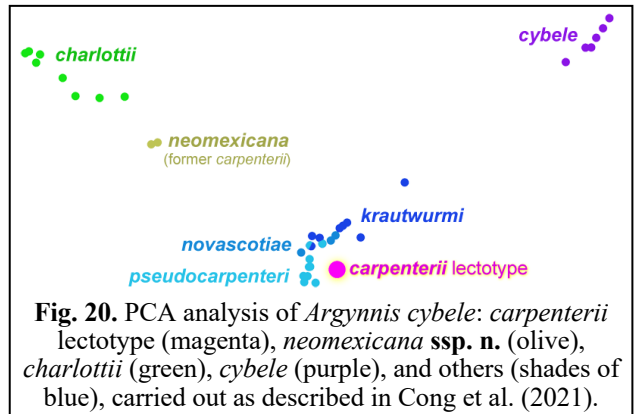 charlottii
cybele
neomexicana
(former carpenterii)
krautwurmi
novascotiae
pseudocarpenteri
carpenterii lectotype
Fig. 20. PCA analysis of Argynnis cybele: carpenterii
lectotype (magenta), neomexicana ssp. n. (olive),
charlottii (green), cybele (purple), and others (shades of
blue), carried out as described in Cong et al. (2021).